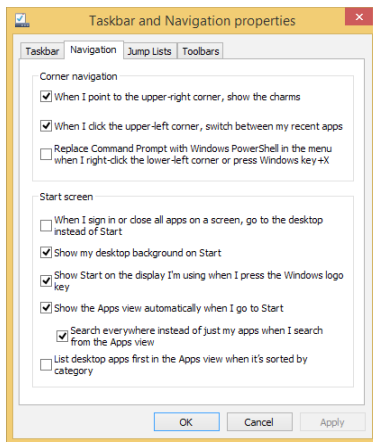 Taskbar and Navigation properties
Taskbar Navigation Jump Lists Toolbars
Corner navigation
When I point to the upper-right corner, show the charms
When I click the upper-left corner, switch between my recent apps
Replace Command Prompt with Windows PowerShell in the menu
when I right-click the lower-left corner or press Windows key+X
Start screen
When I sign in or close all apps on a screen, go to the desktop
instead of Start
Show my desktop background on Start
Show Start on the display I'm using when I press the Windows logo
key
Show the Apps view automatically when I go to Start
Search everywhere instead of just my apps when I search
from the Apps view
List desktop apps first in the Apps view when it's sorted by
category
OK Cancel Apply